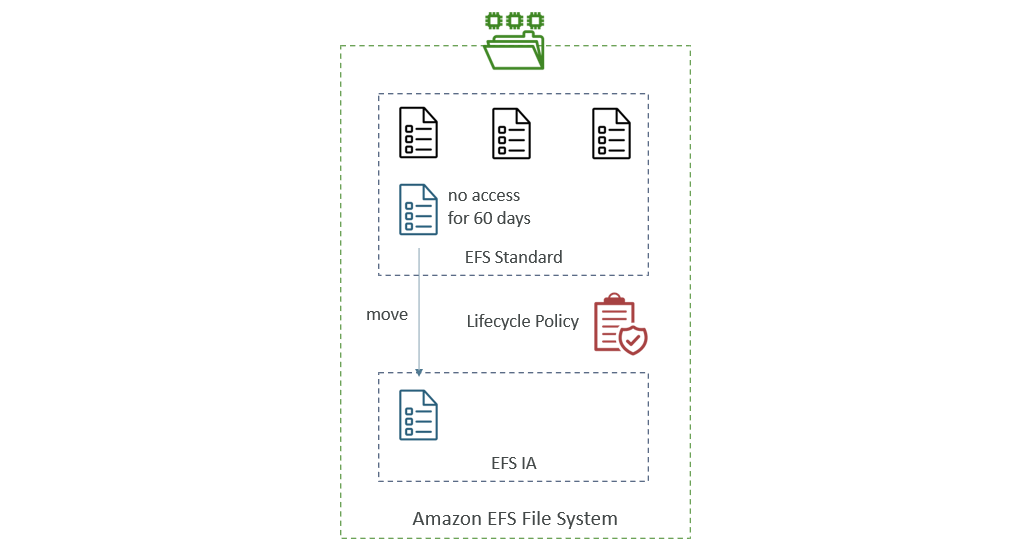 no access
for 60 days
EFS Standard
move
Lifecycle Policy
EFS IA
Amazon EFS File System